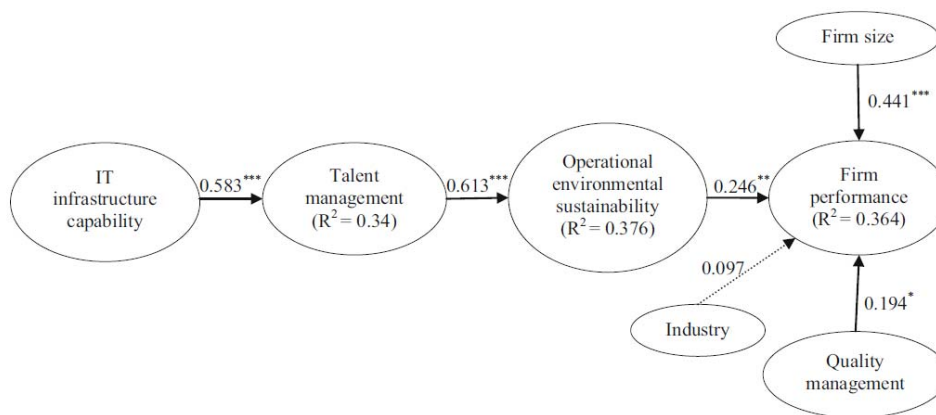 Firm size
0.441***
IT
infrastructure
capability
0.583***
Talent
management
(R² = 0.34)
0.613***
Operational
environmental
sustainability
(R² = 0.376)
0.246**
Firm
performance
(R² = 0.364)
0.097
Industry
0.194*
Quality
management